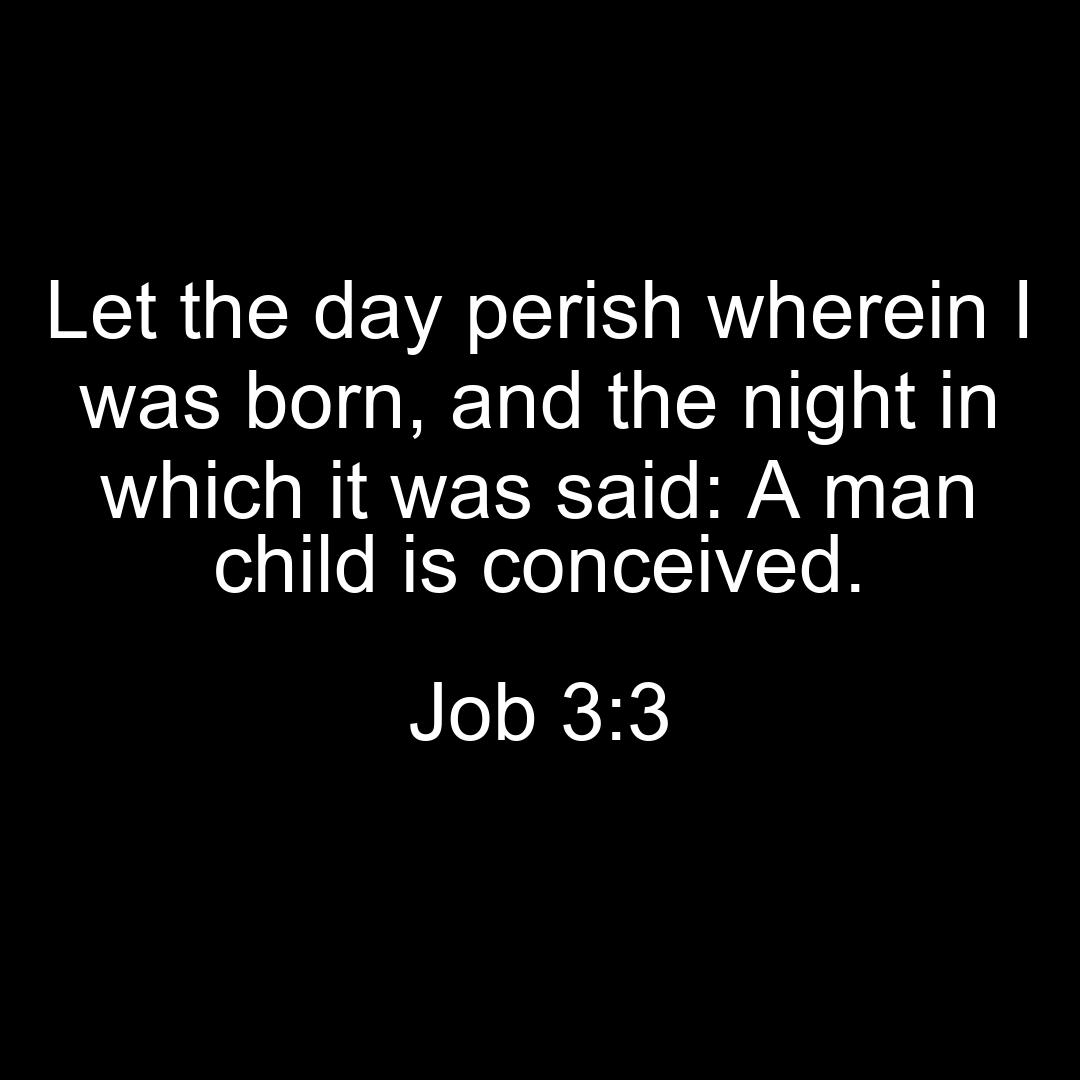 Let the day perish wherein I
was born, and the night in
which it was said: A man
child is conceived.
Job 3:3